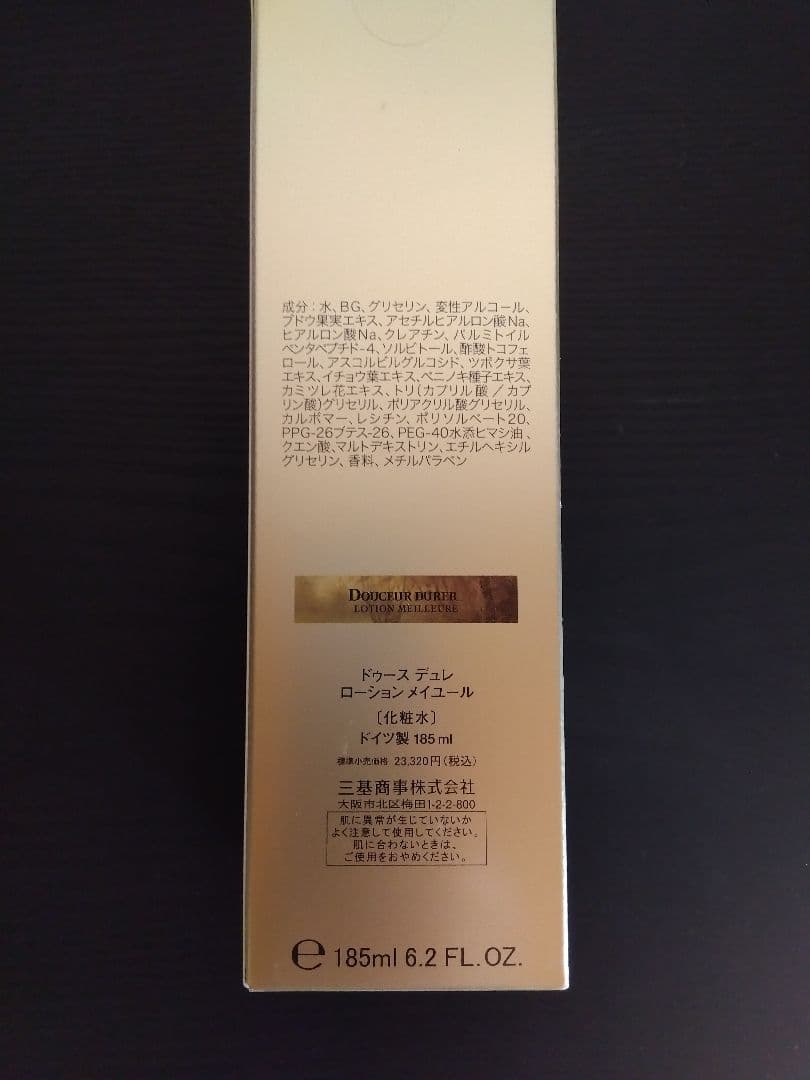 成分：水、BG、グリセリン、変性アルコール、
ブドウ果実エキス、アセチルヒアルロン酸Na、
ヒアルロン酸Na、クレアチン、パルミトイル
ペンタペプチド-4、ソルビトール、酢酸トコフェ
ロール、アスコルビルグルコシド、ツボクサ葉
エキス、イチョウ葉エキス、ベニノキ種子エキス、
カミツレ花エキス、トリ(カプリル酸／カプ
リン酸)グリセリル、ポリアクリル酸グリセリル、
カルボマー、レシチン、ポリソルベート20、
PPG-26ブテス-26、PEG-40水添ヒマシ油、
クエン酸、マルトデキストリン、エチルヘキシル
グリセリン、香料、メチルパラベン
DOUCEUR DURER
LOTION MEILLEURE
ドゥース デュレ
ローション メイユール
〔化粧水〕
ドイツ製 185ml
標準小売価格 23,320円(税込)
三基商事株式会社
大阪市北区梅田1-2-2-800
肌に異常が生じていないか
よく注意して使用してください。
肌に合わないときは、
ご使用をおやめください。
℮ 185ml 6.2 FL.OZ.